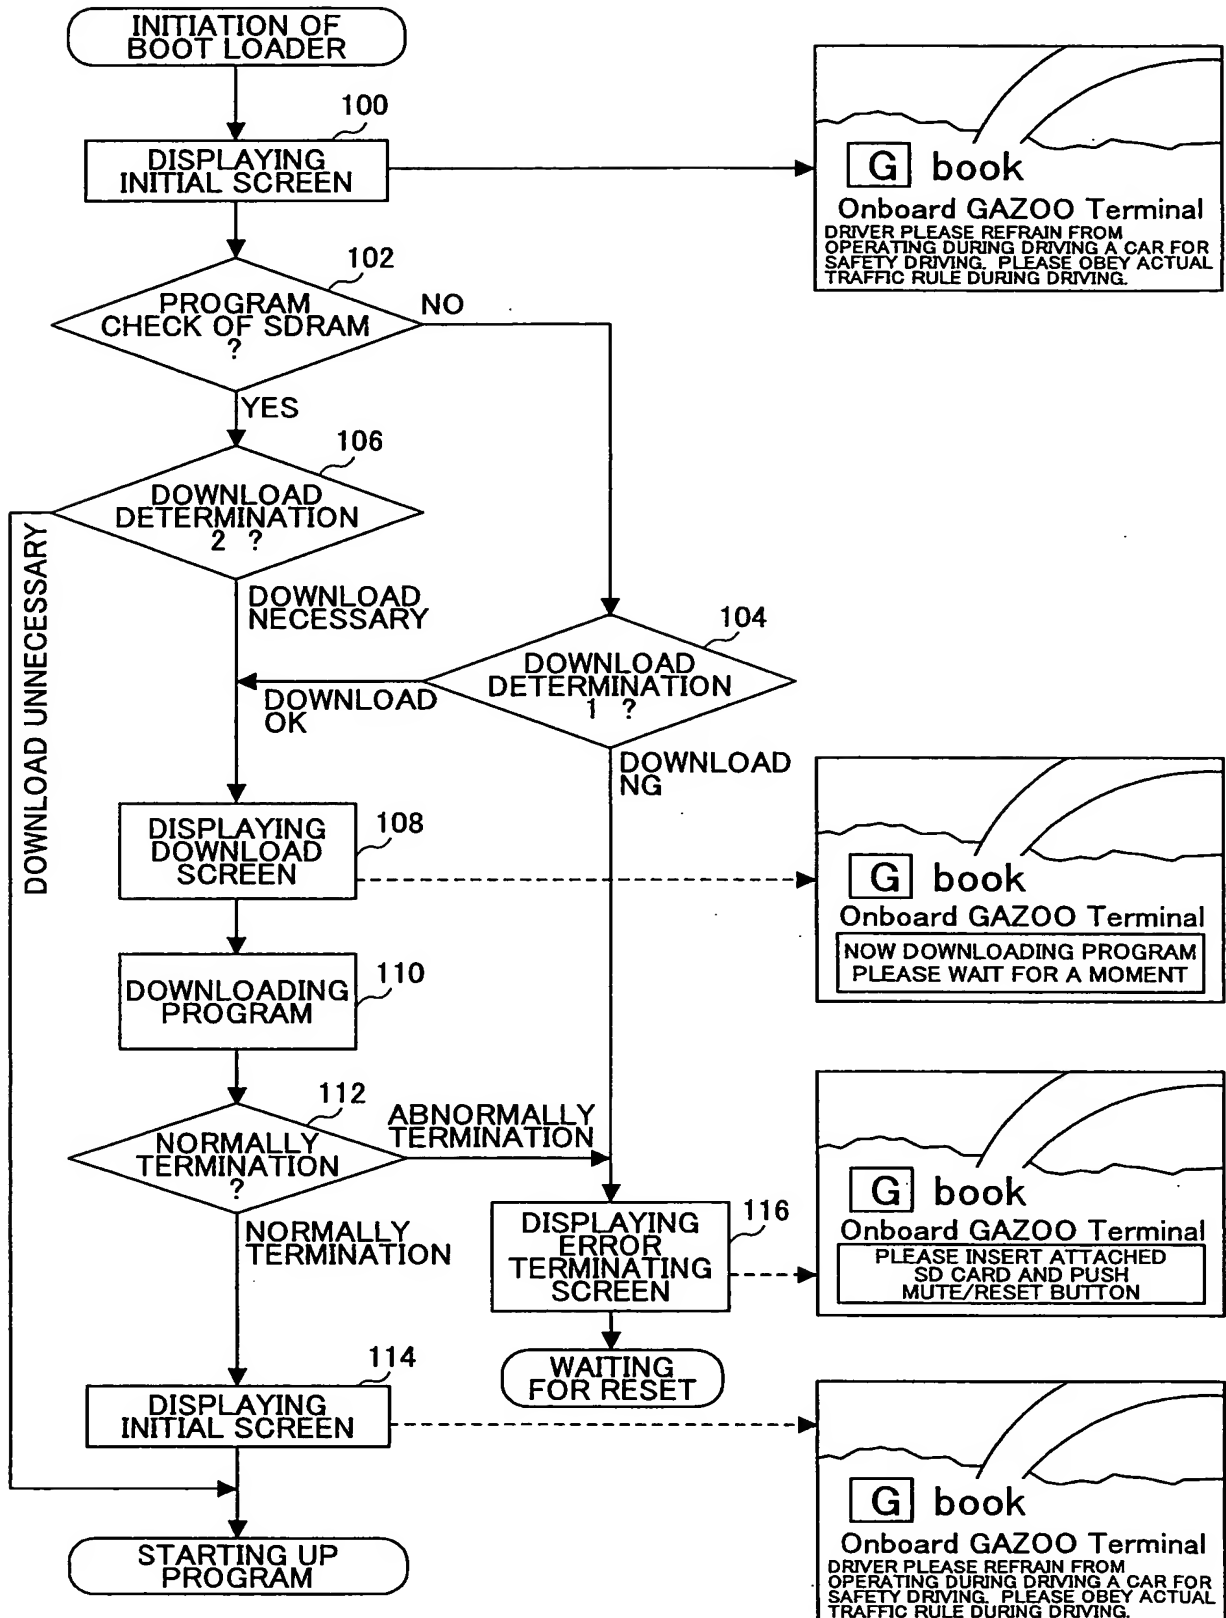 INITIATION OF
BOOT LOADER
100
DISPLAYING
INITIAL SCREEN
G book
Onboard GAZOO Terminal
DRIVER PLEASE REFRAIN FROM
OPERATING DURING DRIVING A CAR FOR
SAFETY DRIVING. PLEASE OBEY ACTUAL
TRAFFIC RULE DURING DRIVING.
102
PROGRAM
CHECK OF SDRAM
?
NO
YES
106
DOWNLOAD
DETERMINATION
2 ?
DOWNLOAD UNNECESSARY
DOWNLOAD
NECESSARY
104
DOWNLOAD
DETERMINATION
1 ?
DOWNLOAD
OK
DOWNLOAD
NG
108
DISPLAYING
DOWNLOAD
SCREEN
G book
Onboard GAZOO Terminal
NOW DOWNLOADING PROGRAM
PLEASE WAIT FOR A MOMENT
110
DOWNLOADING
PROGRAM
112
NORMALLY
TERMINATION
?
ABNORMALLY
TERMINATION
NORMALLY
TERMINATION
116
DISPLAYING
ERROR
TERMINATING
SCREEN
G book
Onboard GAZOO Terminal
PLEASE INSERT ATTACHED
SD CARD AND PUSH
MUTE/RESET BUTTON
WAITING
FOR RESET
114
DISPLAYING
INITIAL SCREEN
G book
Onboard GAZOO Terminal
DRIVER PLEASE REFRAIN FROM
OPERATING DURING DRIVING A CAR FOR
SAFETY DRIVING. PLEASE OBEY ACTUAL
TRAFFIC RULE DURING DRIVING.
STARTING UP
PROGRAM